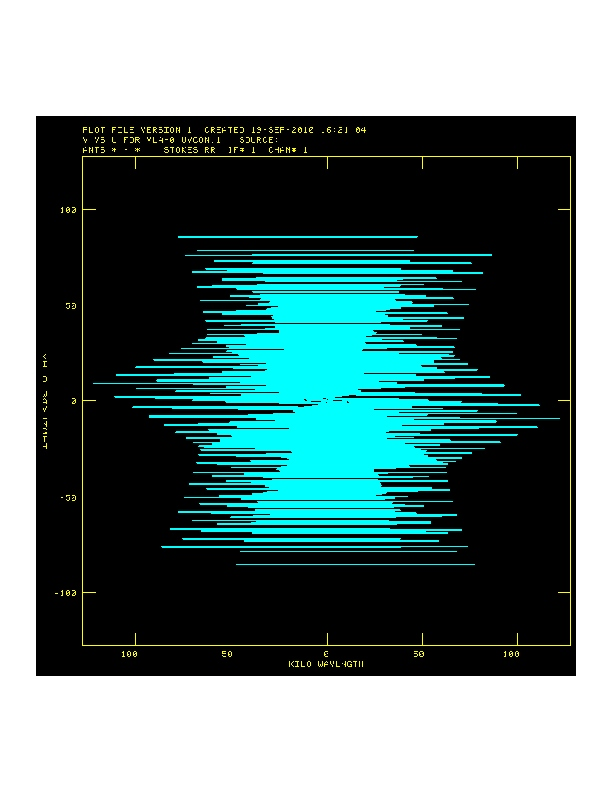 PLOT FILE VERSION 1 CREATED 19-SEP-2010 16:21:04
V VS U FOR VLA-0.UVCON.1 SOURCE:
ANTS * - * STOKES RR IF# 1 CHAN# 1
100
50
0
-50
-100
100 50 0 50 100
KILO WAVLNGTH